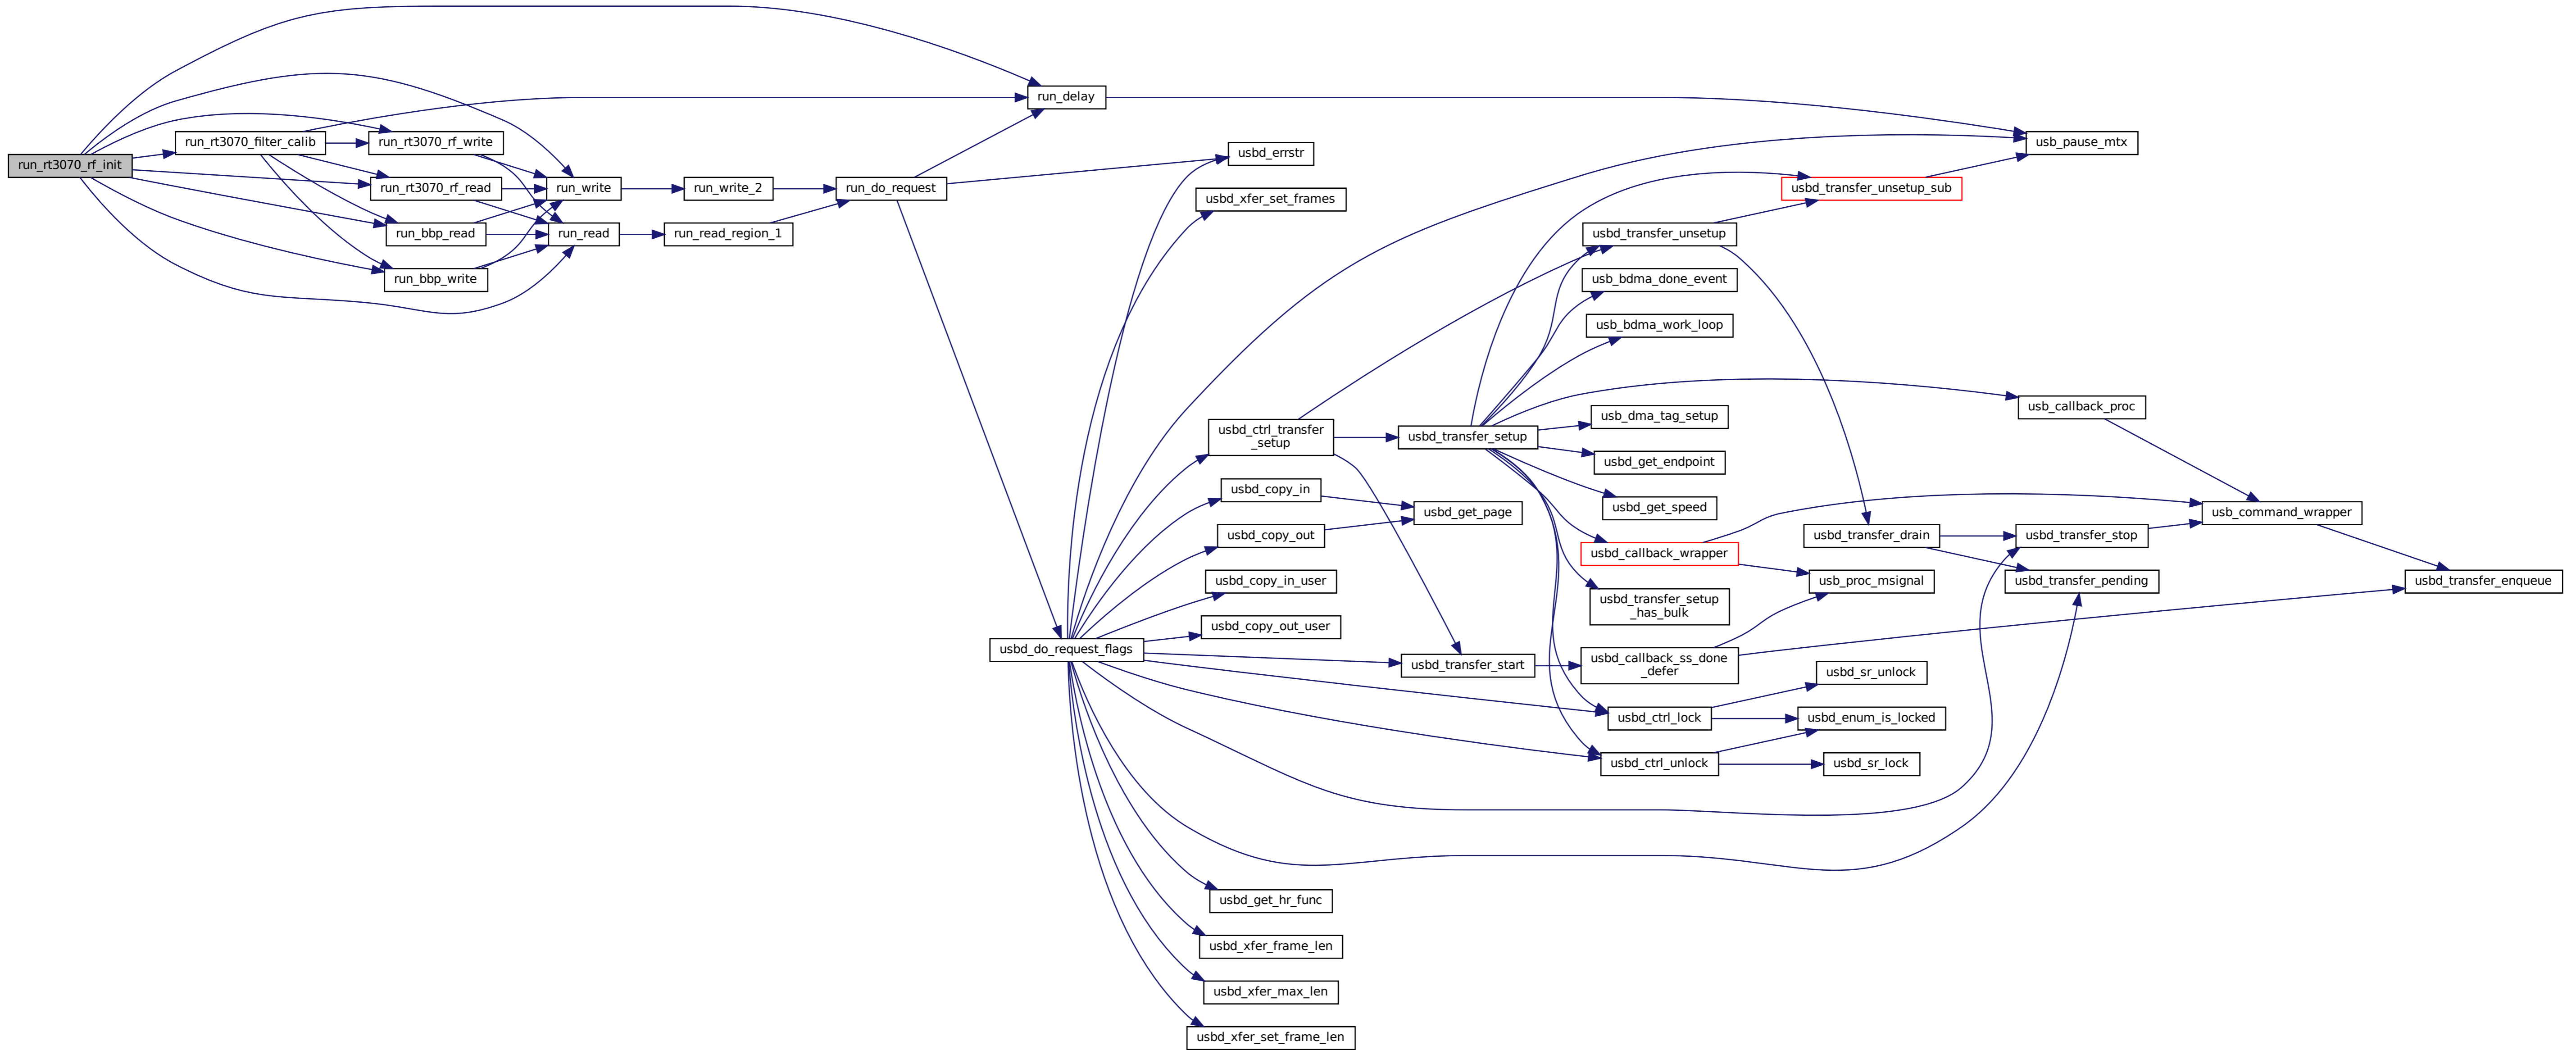 run_rt3070_rf_init
run_rt3070_filter_calib
run_rt3070_rf_write
run_rt3070_rf_read
run_bbp_read
run_bbp_write
run_write
run_read
run_write_2
run_read_region_1
run_do_request
run_delay
usbd_do_request_flags
usbd_errstr
usbd_xfer_set_frames
usbd_ctrl_transfer
_setup
usbd_copy_in
usbd_copy_out
usbd_copy_in_user
usbd_copy_out_user
usbd_get_hr_func
usbd_xfer_frame_len
usbd_xfer_max_len
usbd_xfer_set_frame_len
usbd_transfer_setup
usbd_get_page
usbd_transfer_start
usbd_transfer_unsetup
usb_bdma_done_event
usb_bdma_work_loop
usb_dma_tag_setup
usbd_get_endpoint
usbd_get_speed
usbd_callback_wrapper
usbd_transfer_setup
_has_bulk
usbd_callback_ss_done
_defer
usbd_ctrl_lock
usbd_ctrl_unlock
usbd_transfer_unsetup_sub
usbd_transfer_drain
usb_proc_msignal
usbd_sr_unlock
usbd_enum_is_locked
usbd_sr_lock
usb_pause_mtx
usb_callback_proc
usbd_transfer_stop
usbd_transfer_pending
usb_command_wrapper
usbd_transfer_enqueue